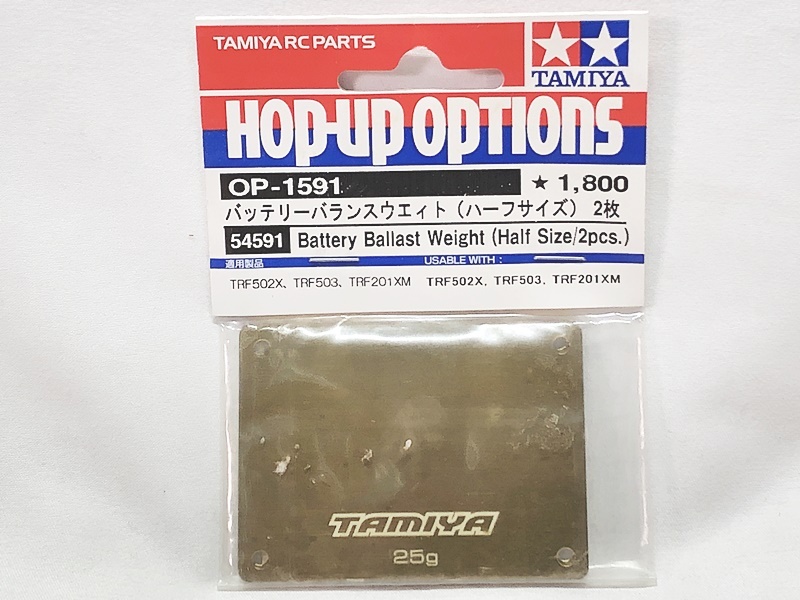 TAMIYA RC PARTS
TAMIYA
HOP-UP OPTIONS
OP-1591 ★ 1,800
バッテリーバランスウエイト（ハーフサイズ） 2枚
54591 Battery Ballast Weight (Half Size/2pcs.)
適用製品 USABLE WITH :
TRF502X、TRF503、TRF201XM TRF502X, TRF503, TRF201XM
TAMIYA
25g